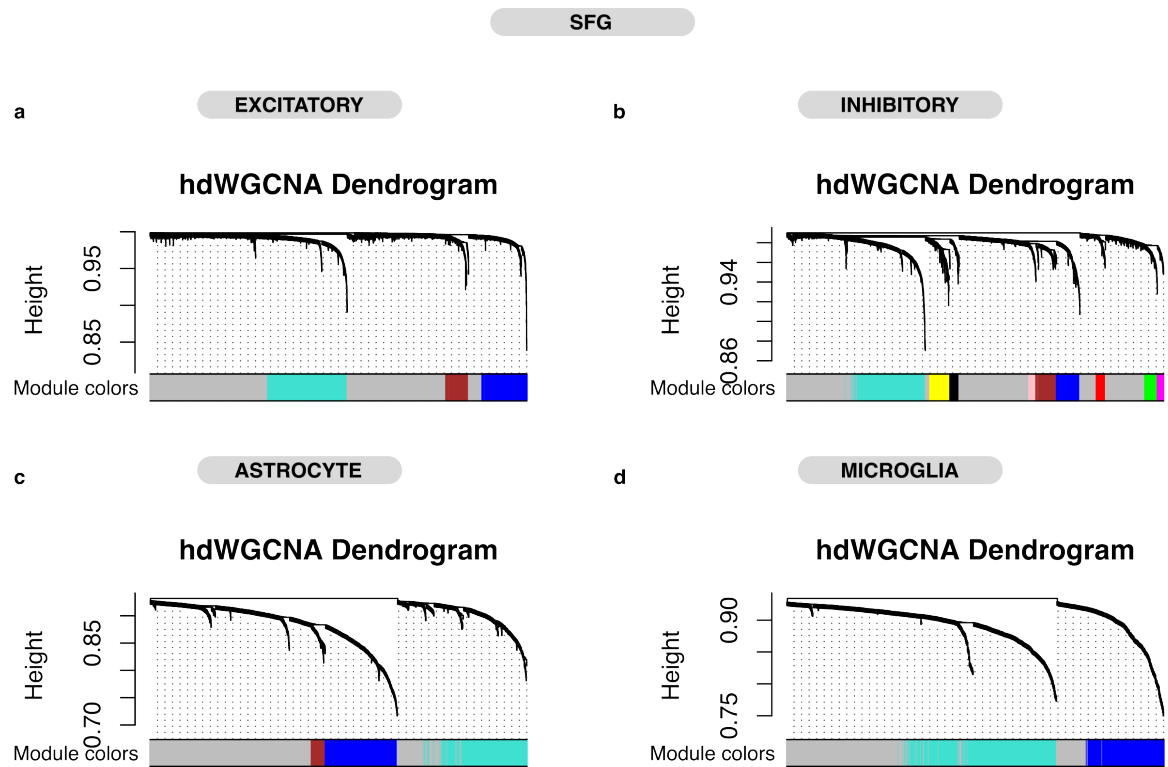 SFG
a
EXCITATORY
hdWGCNA Dendrogram
Height
0.95
0.85
Module colors
b
INHIBITORY
hdWGCNA Dendrogram
Height
0.94
0.86
Module colors
c
ASTROCYTE
hdWGCNA Dendrogram
Height
0.85
0.70
Module colors
d
MICROGLIA
hdWGCNA Dendrogram
Height
0.90
0.75
Module colors